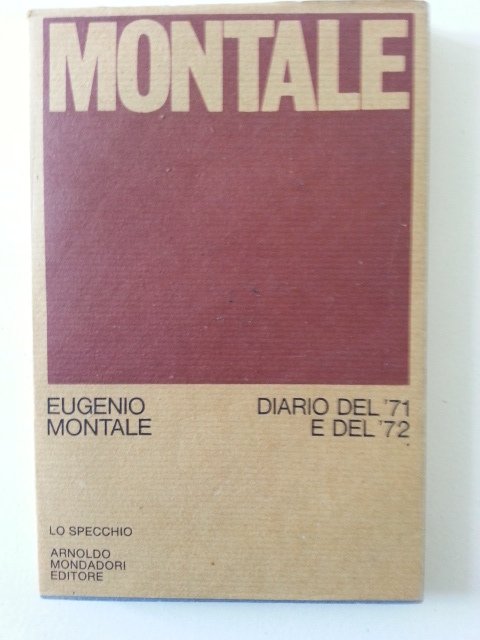 MONTALE
EUGENIO
MONTALE
DIARIO DEL '71
E DEL '72
LO SPECCHIO
ARNOLDO
MONDADORI
EDITORE